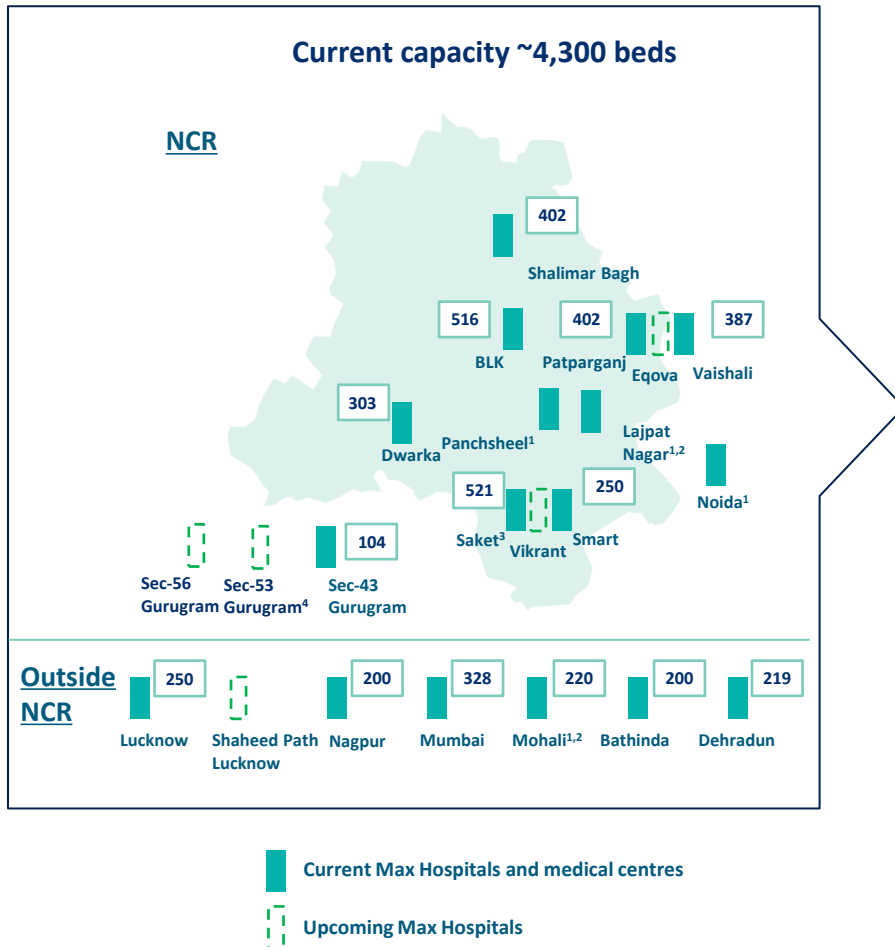 Current capacity ~4,300 beds
NCR
402
Shalimar Bagh
516
402
387
BLK
Patparganj
Eqova
Vaishali
303
Dwarka
Panchsheel¹
Lajpat
Nagar¹,²
Noida¹
521
250
Saket³
Vikrant
Smart
104
Sec-56
Gurugram
Sec-53
Gurugram⁴
Sec-43
Gurugram
Outside
NCR
250
200
328
220
200
219
Lucknow
Shaheed Path
Lucknow
Nagpur
Mumbai
Mohali¹,²
Bathinda
Dehradun
Current Max Hospitals and medical centres
Upcoming Max Hospitals